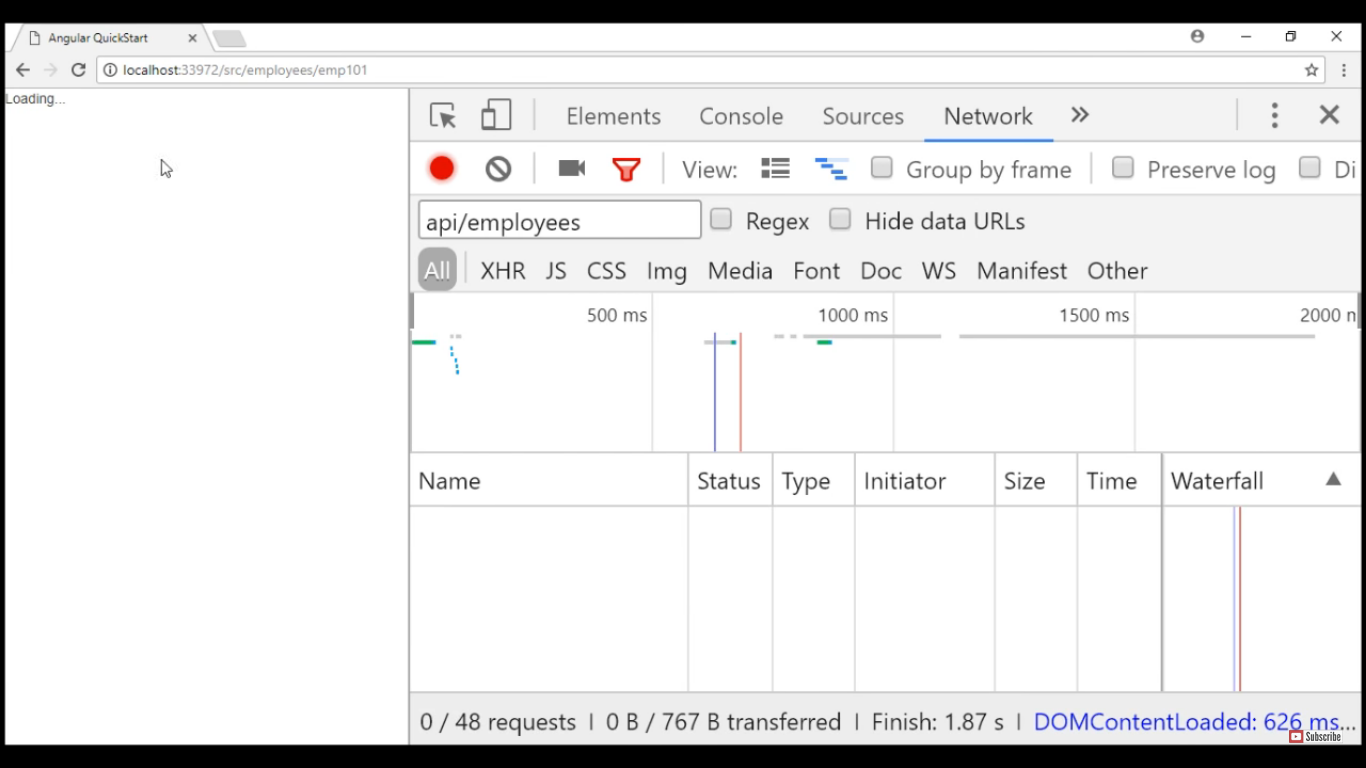 Angular QuickStart
localhost:33972/src/employees/emp101
Loading...
Elements Console Sources Network
View: Group by frame Preserve log Di
api/employees Regex Hide data URLs
All XHR JS CSS Img Media Font Doc WS Manifest Other
500 ms 1000 ms 1500 ms 2000 n
Name Status Type Initiator Size Time Waterfall
0 / 48 requests | 0 B / 767 B transferred | Finish: 1.87 s | DOMContentLoaded: 626 ms...
Subscribe